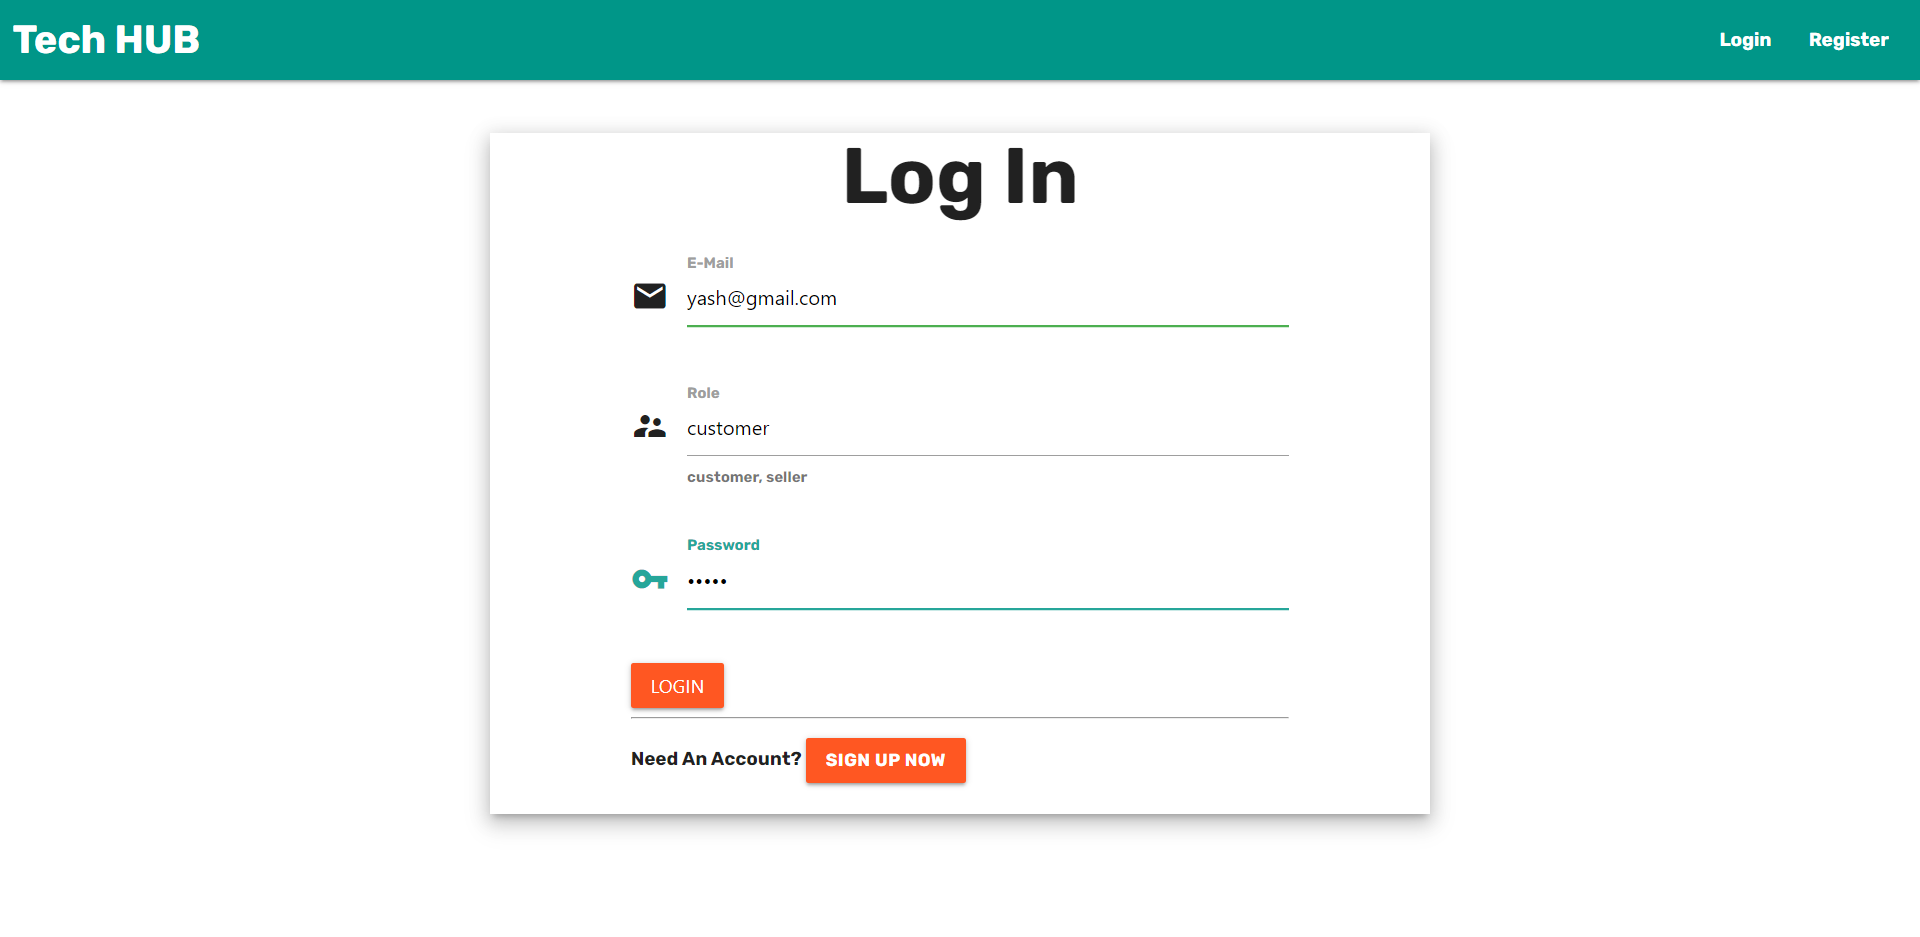 Tech HUB
Login Register
Log In
E-Mail
yash@gmail.com
Role
customer
customer, seller
Password
•••••
LOGIN
Need An Account? SIGN UP NOW